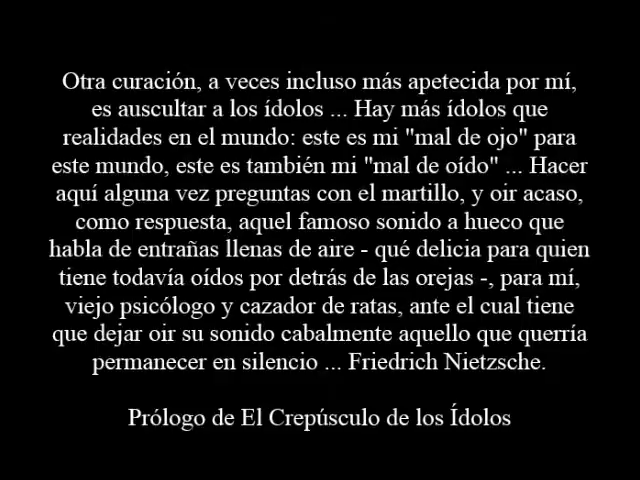 Otra curación, a veces incluso más apetecida por mí,
es auscultar a los ídolos ... Hay más ídolos que
realidades en el mundo: este es mi "mal de ojo" para
este mundo, este es también mi "mal de oído" ... Hacer
aquí alguna vez preguntas con el martillo, y oir acaso,
como respuesta, aquel famoso sonido a hueco que
habla de entrañas llenas de aire - qué delicia para quien
tiene todavía oídos por detrás de las orejas -, para mí,
viejo psicólogo y cazador de ratas, ante el cual tiene
que dejar oir su sonido cabalmente aquello que querría
permanecer en silencio ... Friedrich Nietzsche.
Prólogo de El Crepúsculo de los Ídolos